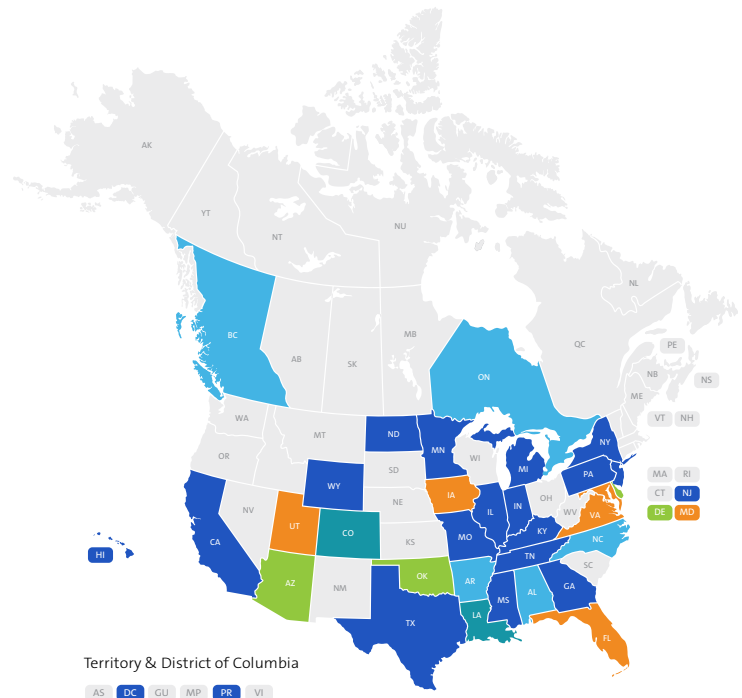 AK
YT
NT
NU
NL
BC
AB
SK
MB
ON
QC
PE
NB
NS
ME
VT NH
WA
MT
ND
MN
OR
SD
WI
MI
NY
PA
MA RI
CT NJ
DE MD
WY
NE
IA
IL
IN
OH
WV
VA
NV
UT
CO
KS
MO
KY
CA
HI
AZ
NM
OK
AR
TN
NC
SC
MS
AL
GA
TX
LA
FL
Territory & District of Columbia
AS DC GU MP PR VI